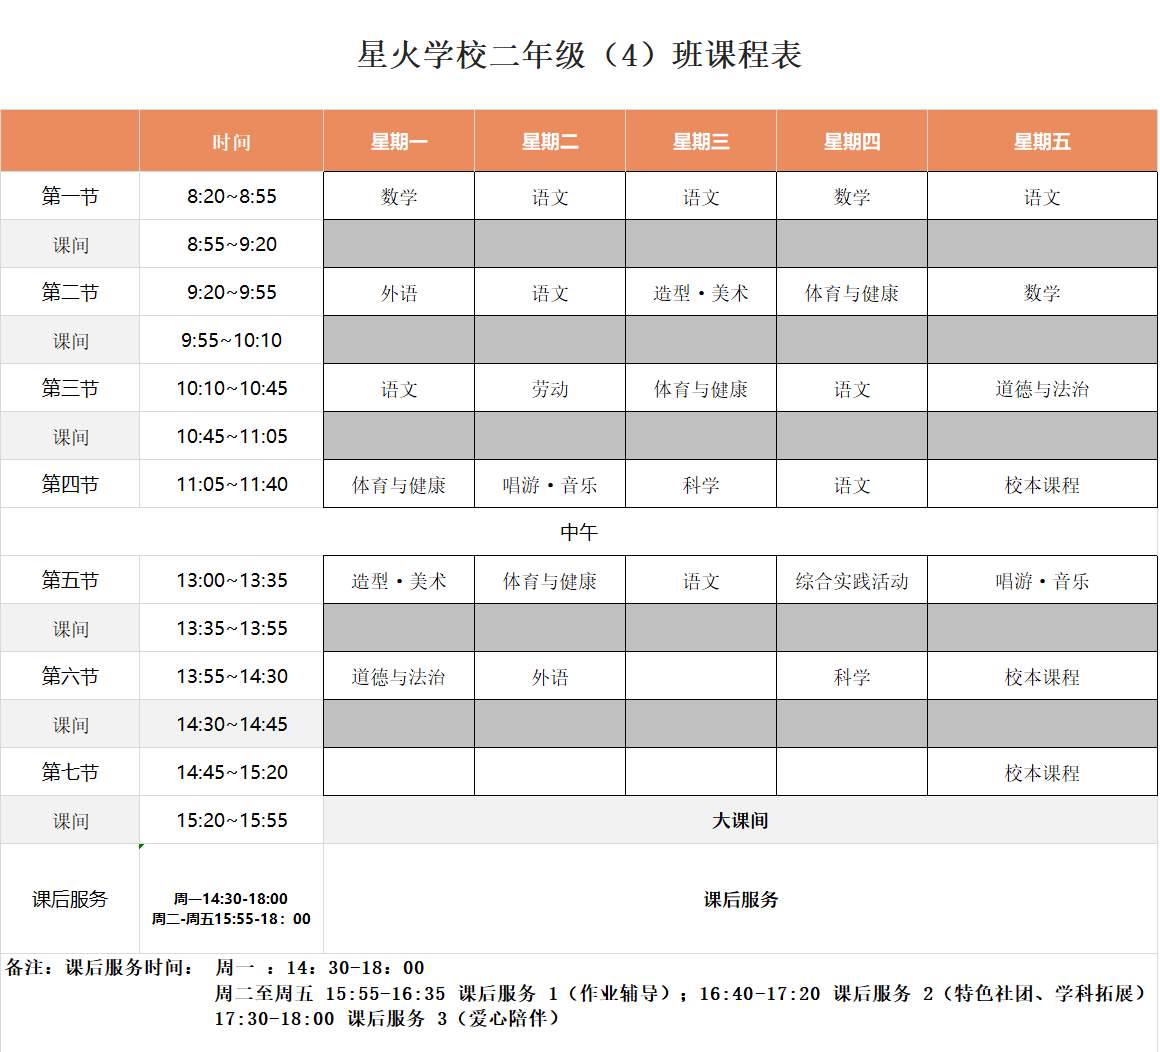 星火学校二年级（4）班课程表
时间 星期一 星期二 星期三 星期四 星期五
第一节 8:20~8:55 数学 语文 语文 数学 语文
课间 8:55~9:20
第二节 9:20~9:55 外语 语文 造型·美术 体育与健康 数学
课间 9:55~10:10
第三节 10:10~10:45 语文 劳动 体育与健康 语文 道德与法治
课间 10:45~11:05
第四节 11:05~11:40 体育与健康 唱游·音乐 科学 语文 校本课程
中午
第五节 13:00~13:35 造型·美术 体育与健康 语文 综合实践活动 唱游·音乐
课间 13:35~13:55
第六节 13:55~14:30 道德与法治 外语 科学 校本课程
课间 14:30~14:45
第七节 14:45~15:20 校本课程
课间 15:20~15:55 大课间
课后服务 周一14:30-18:00 课后服务
周二-周五15:55-18：00
备注：课后服务时间： 周一 ：14：30-18：00
周二至周五 15:55-16:35 课后服务 1（作业辅导）；16:40-17:20 课后服务 2（特色社团、学科拓展）
17:30-18:00 课后服务 3（爱心陪伴）